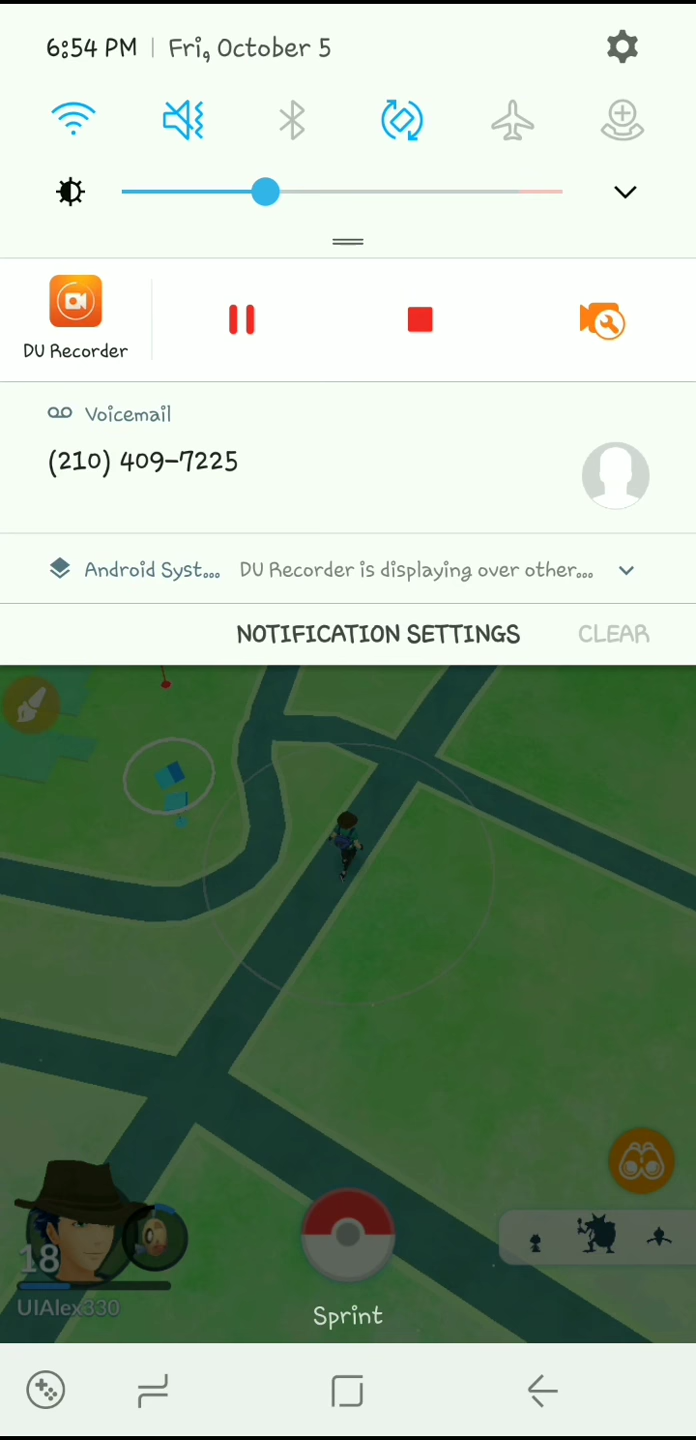 6:54 PM | Fri, October 5
DU Recorder
Voicemail
(210) 409-7225
Android Syst... DU Recorder is displaying over other...
NOTIFICATION SETTINGS CLEAR
18
UIAlex330
Sprint